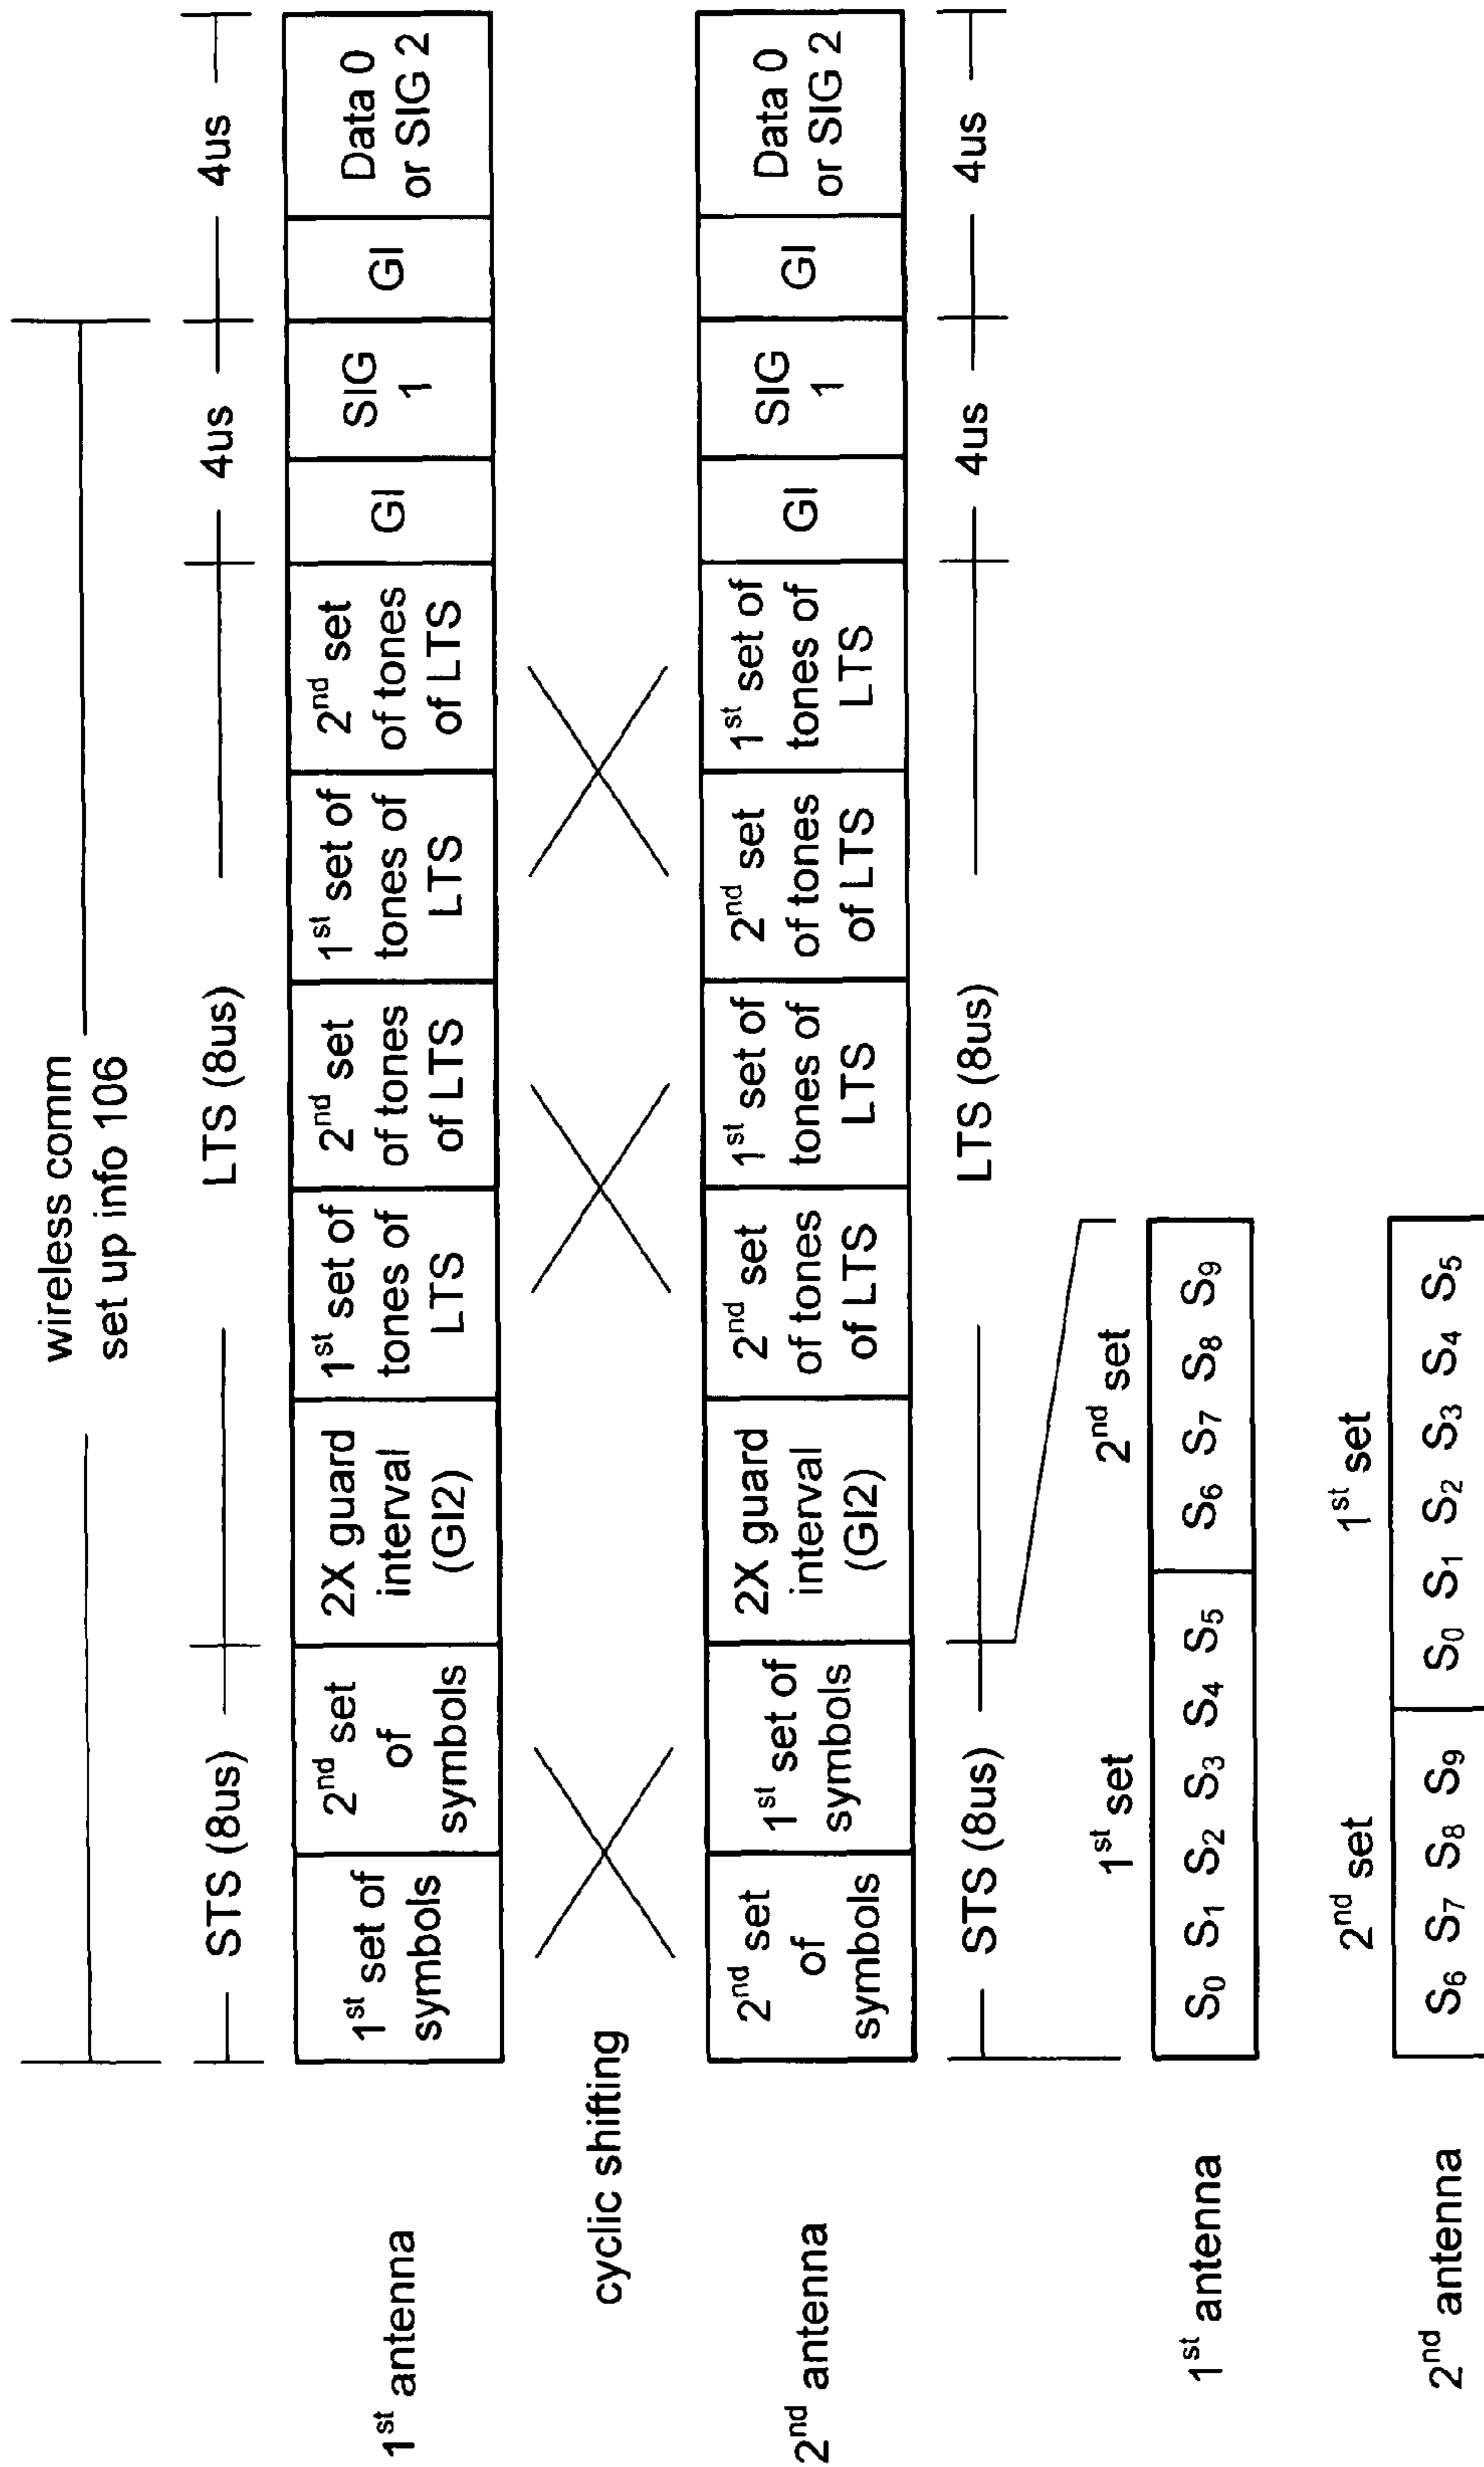 wireless comm
set up info 106
STS (8us)
LTS (8us)
4us
4us
1st antenna
1st set of
symbols
2nd set
of
symbols
2X guard
interval
(GI2)
1st set of
tones of
LTS
2nd set
of tones
of LTS
1st set of
tones of
LTS
2nd set
of tones
of LTS
GI
SIG
1
GI
Data 0
or SIG 2
cyclic shifting
2nd antenna
2nd set
of
symbols
1st set of
symbols
2X guard
interval
(GI2)
2nd set
of tones
of LTS
1st set of
tones of
LTS
2nd set
of tones
of LTS
1st set of
tones of
LTS
GI
SIG
1
GI
Data 0
or SIG 2
STS (8us)
LTS (8us)
4us
4us
1st set
2nd set
1st antenna
S0 S1 S2 S3 S4 S5
S6 S7 S8 S9
2nd set
1st set
2nd antenna
S6 S7 S8 S9
S0 S1 S2 S3 S4 S5